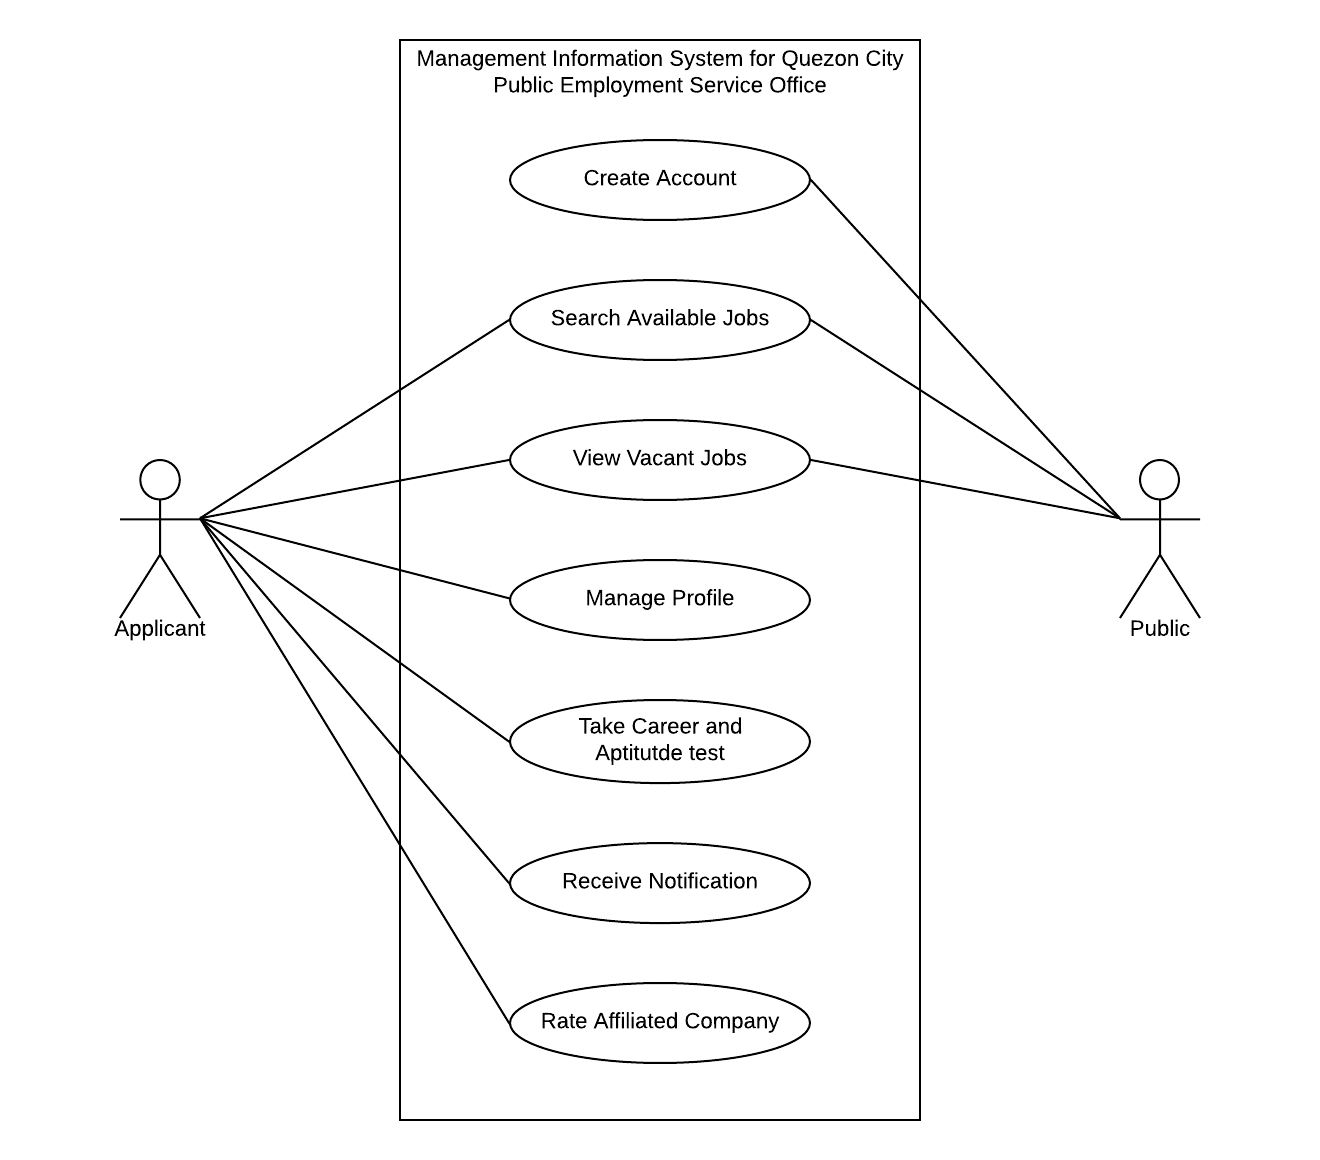 Management Information System for Quezon City
Public Employment Service Office
Create Account
Search Available Jobs
View Vacant Jobs
Manage Profile
Applicant
Public
Take Career and
Aptitutde test
Receive Notification
Rate Affiliated Company